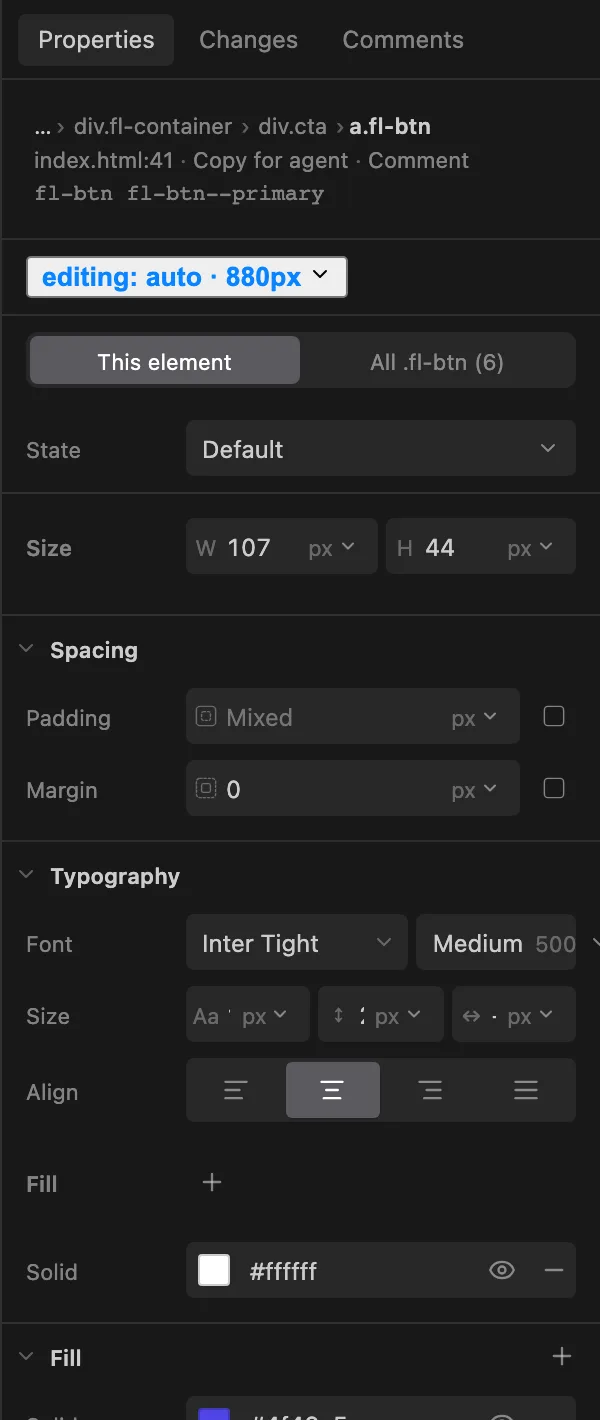 Properties Changes Comments
... › div.fl-container › div.cta › a.fl-btn
index.html:41 · Copy for agent · Comment
fl-btn fl-btn--primary
editing: auto · 880px
This element All .fl-btn (6)
State Default
Size W 107 px H 44 px
Spacing
Padding Mixed px
Margin 0 px
Typography
Font Inter Tight Medium 500
Size Aa px px px
Align
Fill +
Solid #ffffff
Fill +